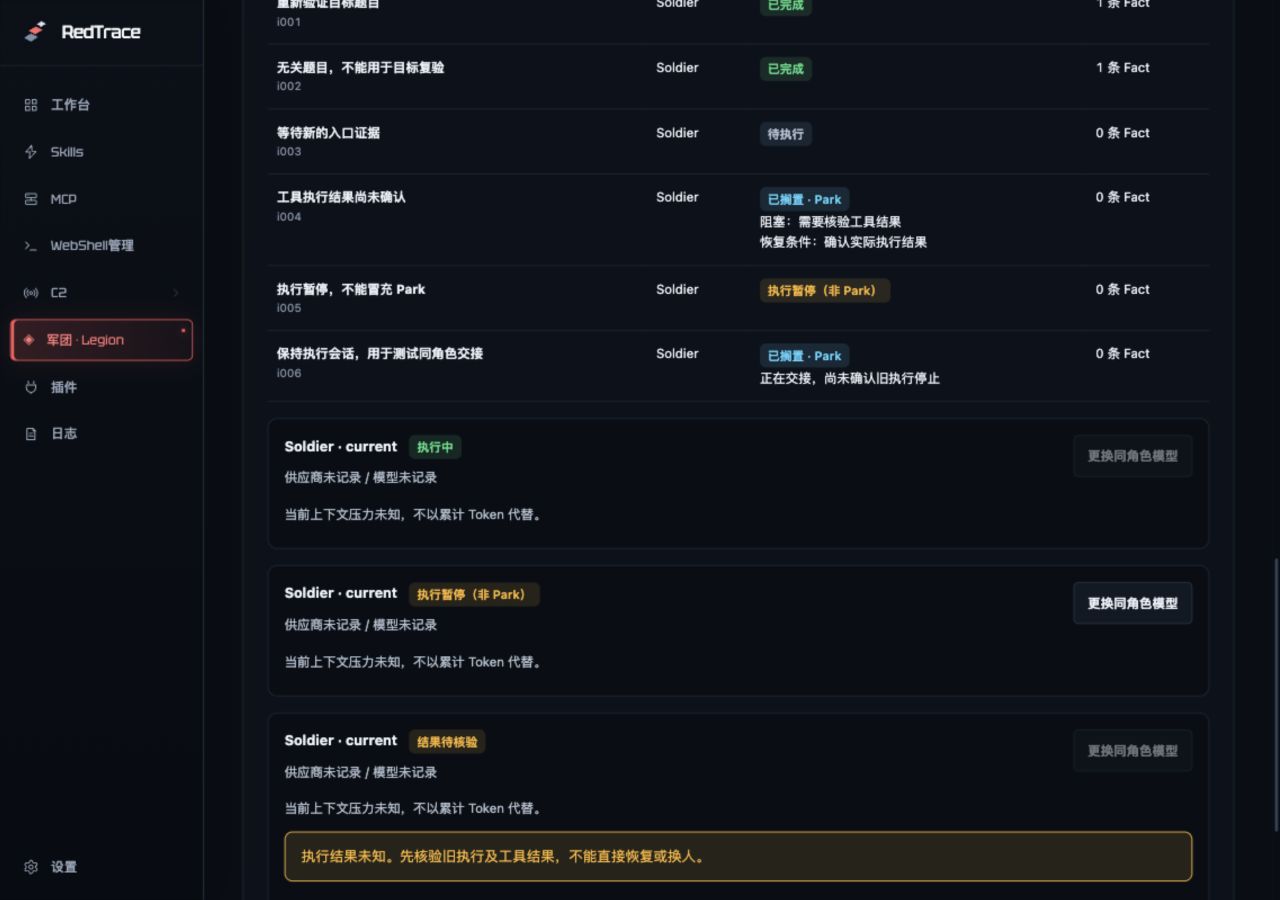 RedTrace
工作台
Skills
MCP
WebShell管理
C2
军团 · Legion
插件
日志
设置
重新验证目标题目
i001
Soldier
已完成
1 条 Fact
无关题目，不能用于目标复验
i002
Soldier
已完成
1 条 Fact
等待新的入口证据
i003
Soldier
待执行
0 条 Fact
工具执行结果尚未确认
i004
Soldier
已搁置 · Park
阻塞：需要核验工具结果
恢复条件：确认实际执行结果
0 条 Fact
执行暂停，不能冒充 Park
i005
Soldier
执行暂停（非 Park）
0 条 Fact
保持执行会话，用于测试同角色交接
i006
Soldier
已搁置 · Park
正在交接，尚未确认旧执行停止
0 条 Fact
Soldier · current 执行中
更换同角色模型
供应商未记录 / 模型未记录
当前上下文压力未知，不以累计 Token 代替。
Soldier · current 执行暂停（非 Park）
更换同角色模型
供应商未记录 / 模型未记录
当前上下文压力未知，不以累计 Token 代替。
Soldier · current 结果待核验
更换同角色模型
供应商未记录 / 模型未记录
当前上下文压力未知，不以累计 Token 代替。
执行结果未知。先核验旧执行及工具结果，不能直接恢复或换人。